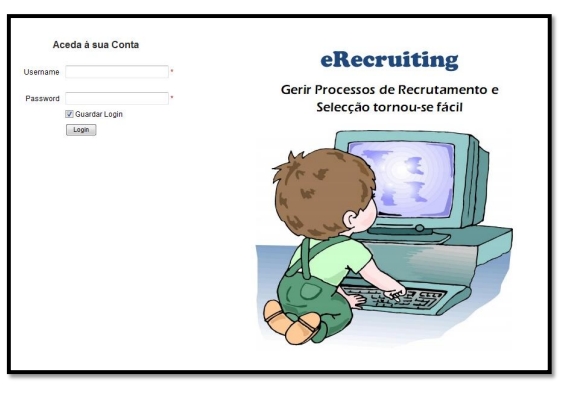 Aceda à sua Conta
Username *
Password *
Guardar Login
Login
eRecruiting
Gerir Processos de Recrutamento e
Selecção tornou-se fácil